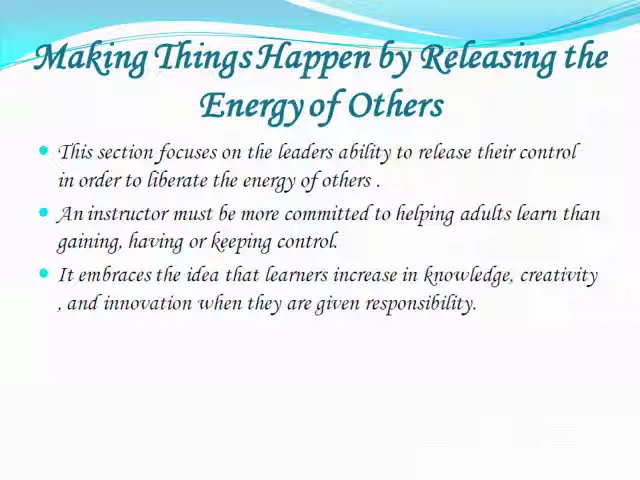 Making Things Happen by Releasing the
Energy of Others
This section focuses on the leaders ability to release their control
in order to liberate the energy of others .
An instructor must be more committed to helping adults learn than
gaining, having or keeping control.
It embraces the idea that learners increase in knowledge, creativity
, and innovation when they are given responsibility.